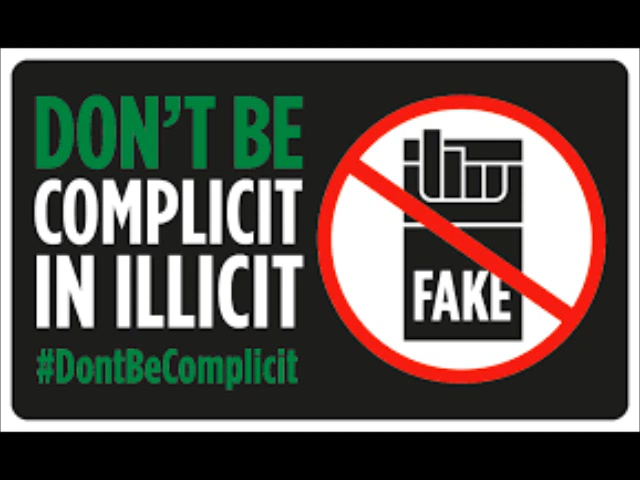 DON'T BE
COMPLICIT
IN ILLICIT
#DontBeComplicit
FAKE